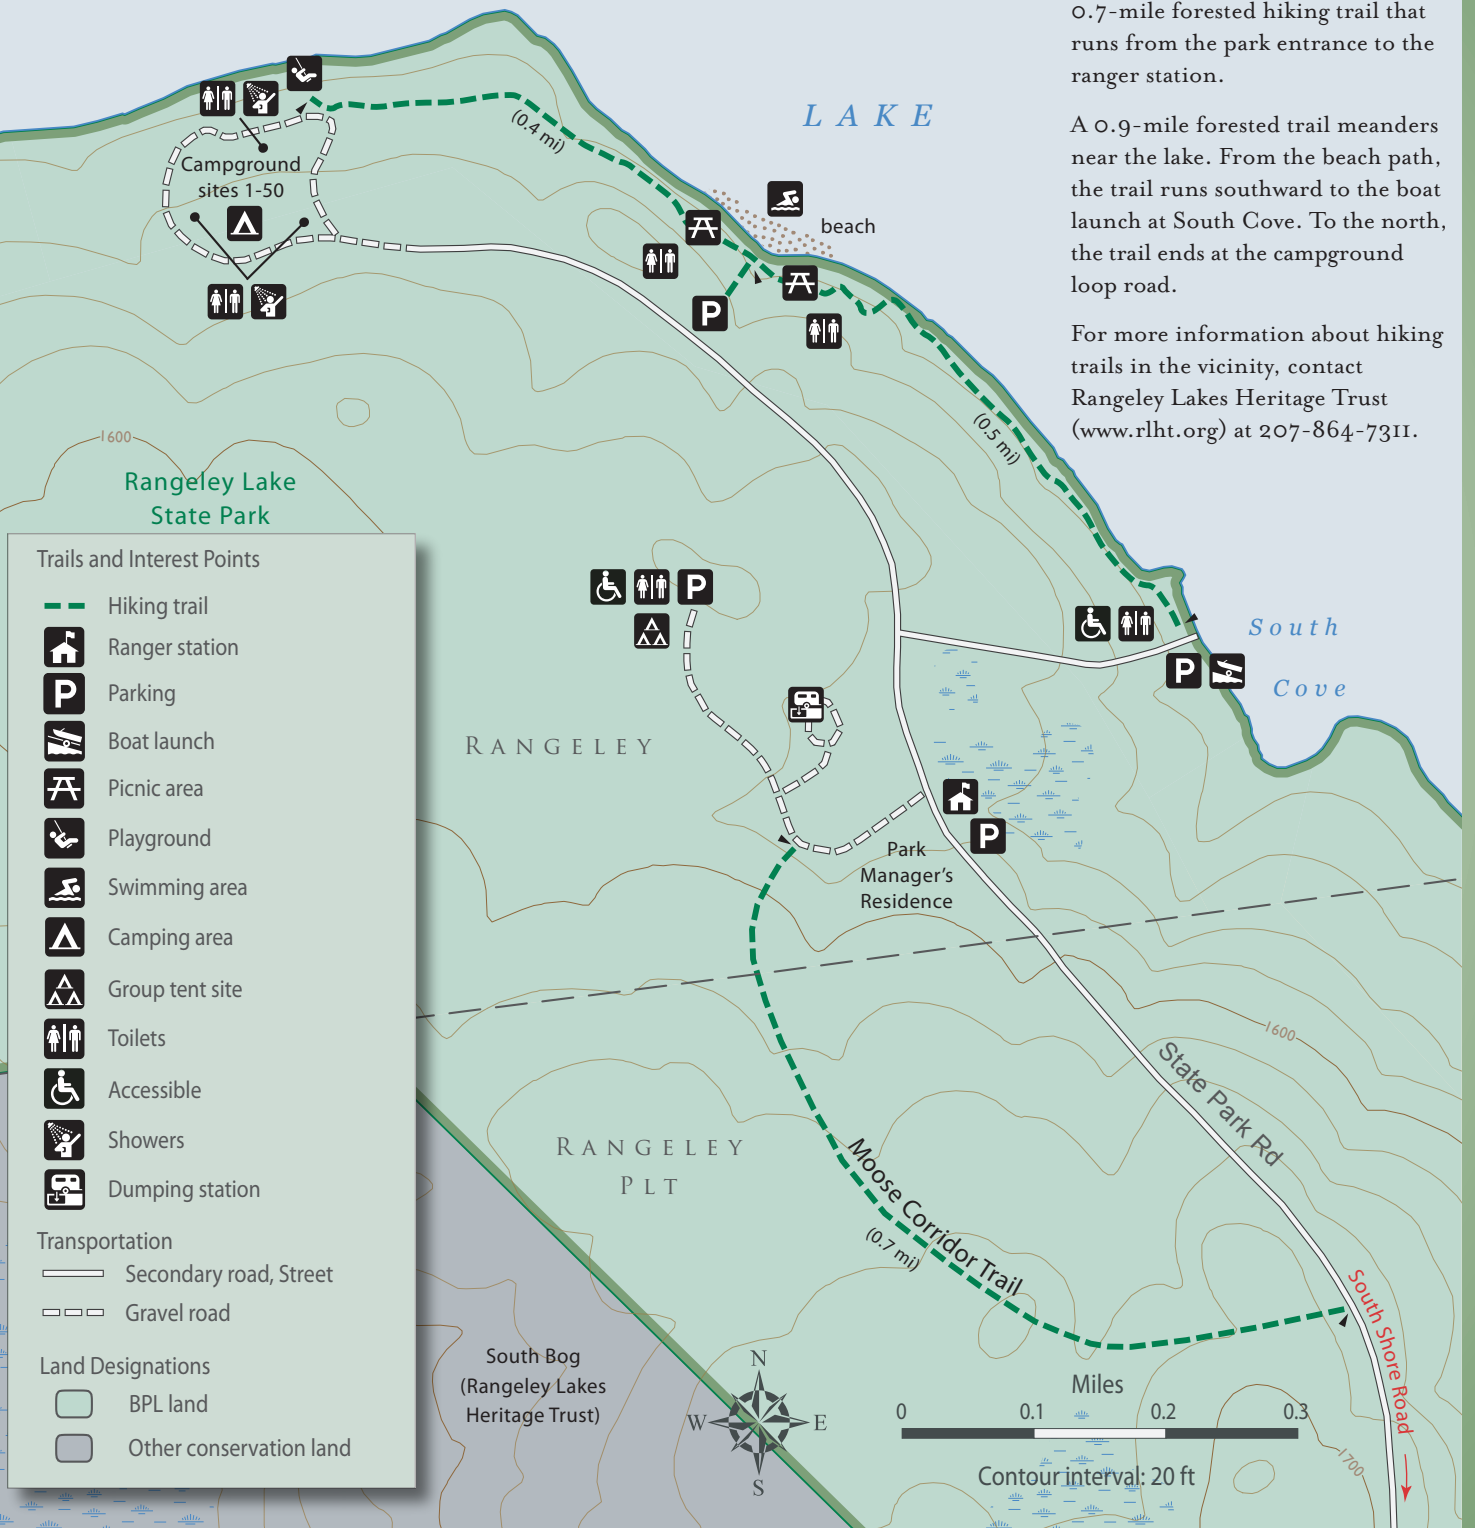 0.7-mile forested hiking trail that
runs from the park entrance to the
ranger station.
A 0.9-mile forested trail meanders
near the lake. From the beach path,
the trail runs southward to the boat
launch at South Cove. To the north,
the trail ends at the campground
loop road.
For more information about hiking
trails in the vicinity, contact
Rangeley Lakes Heritage Trust
(www.rlht.org) at 207-864-7311.
LAKE
(0.4 mi)
Campground
sites 1-50
beach
P
(0.5 mi)
1600
Rangeley Lake
State Park
P
South
Cove
P
RANGELEY
P
Park
Manager's
Residence
1600
State Park Rd
RANGELEY
PLT
Moose Corridor Trail
(0.7 mi)
South Shore Road
1700
South Bog
(Rangeley Lakes
Heritage Trust)
N
W E
S
Miles
0 0.1 0.2 0.3
Contour interval: 20 ft
Trails and Interest Points
Hiking trail
Ranger station
P Parking
Boat launch
Picnic area
Playground
Swimming area
Camping area
Group tent site
Toilets
Accessible
Showers
Dumping station
Transportation
Secondary road, Street
Gravel road
Land Designations
BPL land
Other conservation land